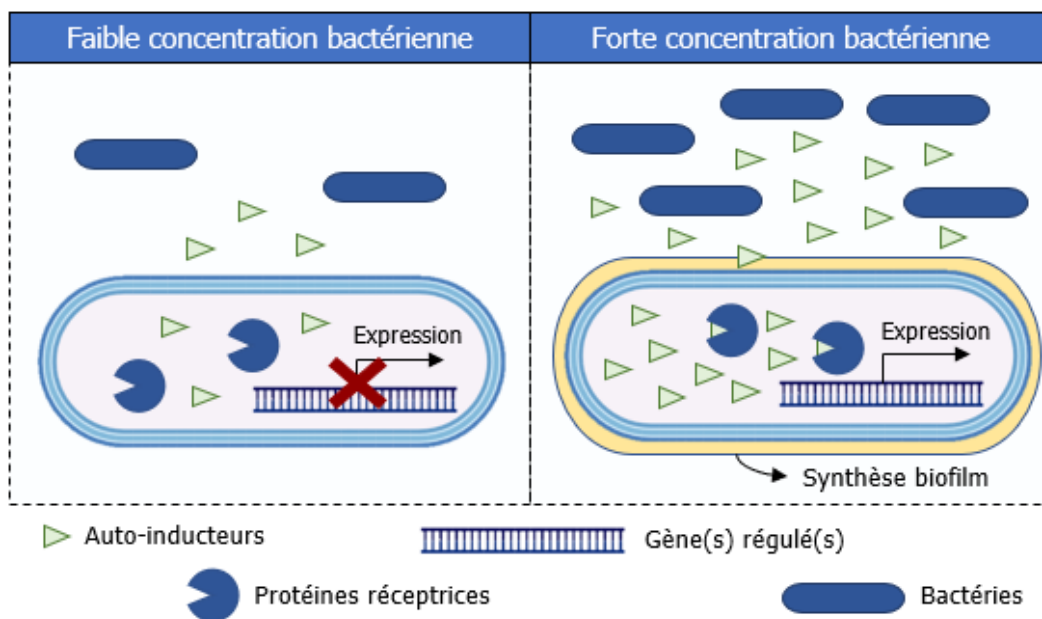 Faible concentration bactérienne
Forte concentration bactérienne
Expression
Expression
Synthèse biofilm
Auto-inducteurs
Gène(s) régulé(s)
Protéines réceptrices
Bactéries